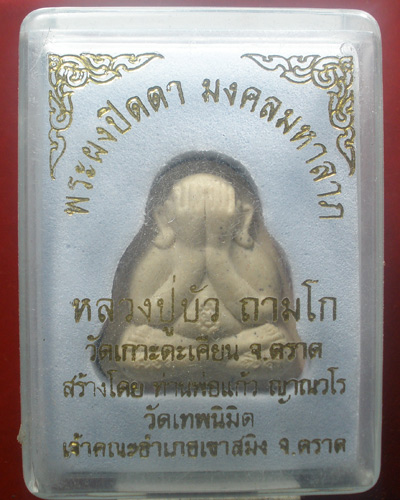 พระผงปิดตา มงคลมหาลาภ
หลวงปู่บัว ถามโก
วัดเกาะตะเคียน จ.ตราด
สร้างโดย ท่านพ่อแก้ว ญาณวโร
วัดเทพนิมิต
เจ้าคณะอำเภอเขาสมิง จ.ตราด